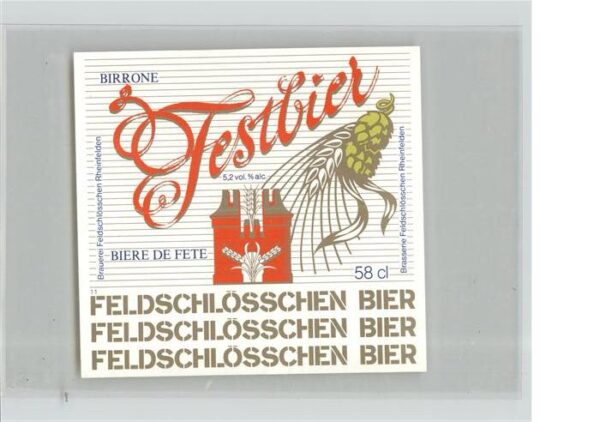 BIRRONE
Festbier
5,2 vol. % alc.
Brauerei Feldschlösschen Rheinfelden
Brasserie Feldschlösschen Rheinfelden
BIERE DE FETE
58 cl
11
FELDSCHLÖSSCHEN BIER
FELDSCHLÖSSCHEN BIER
FELDSCHLÖSSCHEN BIER